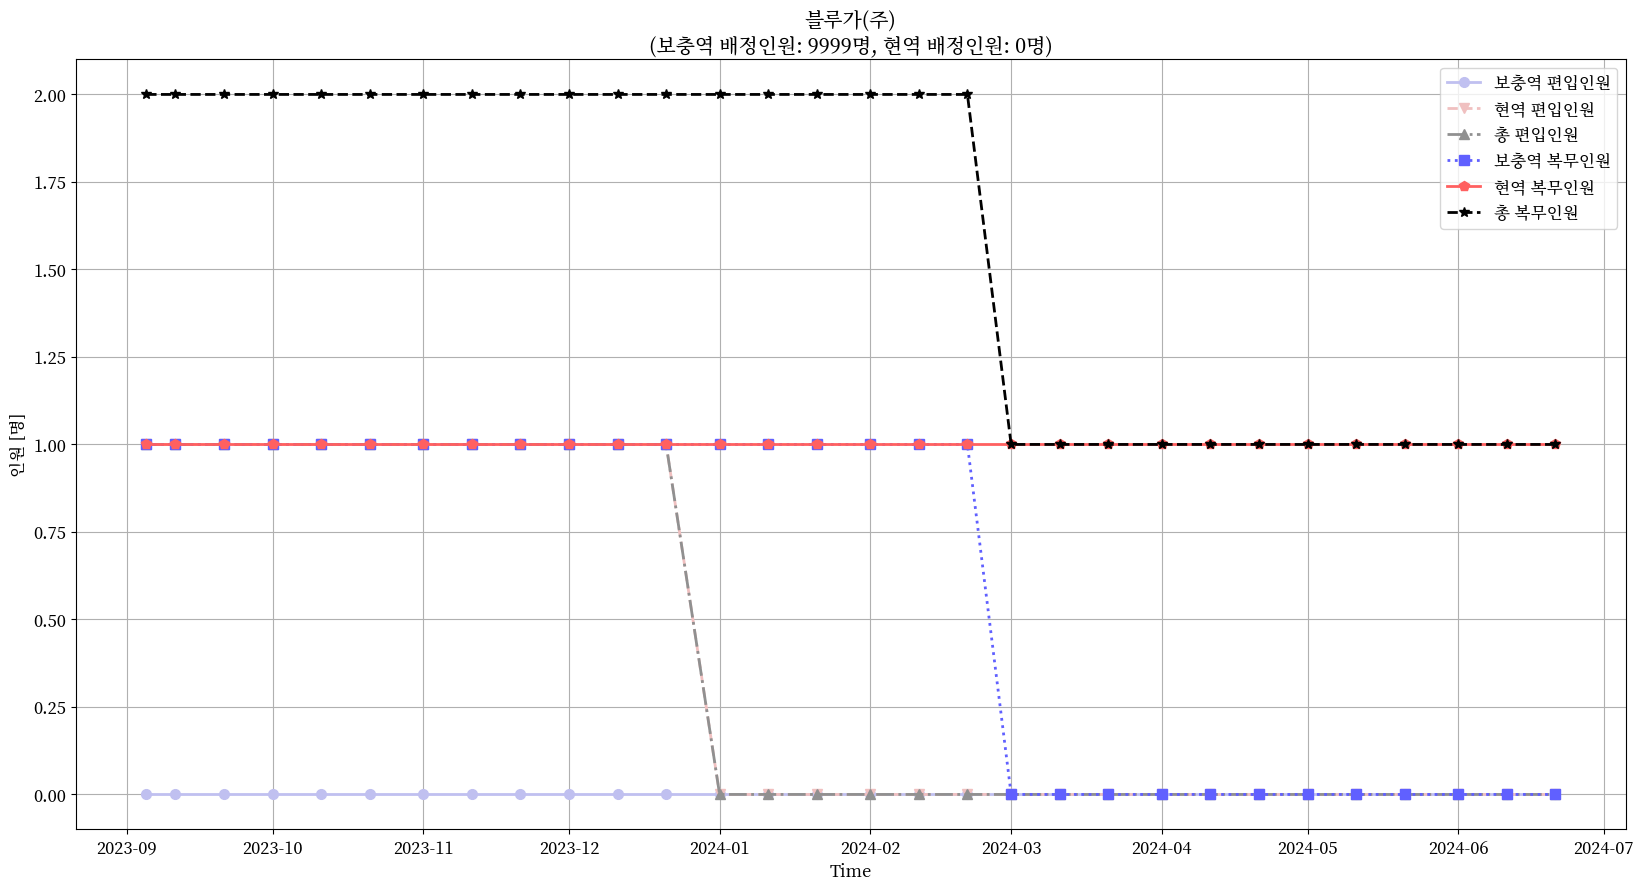 블루가(주)
(보충역 배정인원: 9999명, 현역 배정인원: 0명)
보충역 편입인원
현역 편입인원
총 편입인원
보충역 복무인원
현역 복무인원
총 복무인원
인원 [명]
2.00
1.75
1.50
1.25
1.00
0.75
0.50
0.25
0.00
2023-09 2023-10 2023-11 2023-12 2024-01 2024-02 2024-03 2024-04 2024-05 2024-06 2024-07
Time